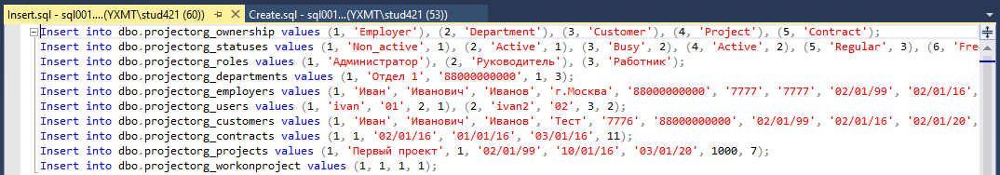 Insert.sql - sql001....(YXMT\stud421 (60)) Create.sql - sql001....(YXMT\stud421 (53))
Insert into dbo.projectorg_ownership values (1, 'Employer'), (2, 'Department'), (3, 'Customer'), (4, 'Project'), (5, 'Contract');
Insert into dbo.projectorg_statuses values (1, 'Non_active', 1), (2, 'Active', 1), (3, 'Busy', 2), (4, 'Active', 2), (5, 'Regular', 3), (6, 'Fre
Insert into dbo.projectorg_roles values (1, 'Администратор'), (2, 'Руководитель'), (3, 'Работник');
Insert into dbo.projectorg_departments values (1, 'Отдел 1', '88000000000', 1, 3);
Insert into dbo.projectorg_employers values (1, 'Иван', 'Иванович', 'Иванов', 'г.Москва', '88000000000', '7777', '7777', '02/01/99', '02/01/16',
Insert into dbo.projectorg_users values (1, 'ivan', '01', 2, 1), (2, 'ivan2', '02', 3, 2);
Insert into dbo.projectorg_customers values (1, 'Иван', 'Иванович', 'Иванов', 'Тест', '7776', '88000000000', '02/01/99', '02/01/16', '02/01/20',
Insert into dbo.projectorg_contracts values (1, 1, '02/01/16', '01/01/16', '03/01/16', 11);
Insert into dbo.projectorg_projects values (1, 'Первый проект', 1, '02/01/99', '10/01/16', '03/01/20', 1000, 7);
Insert into dbo.projectorg_workonproject values (1, 1, 1, 1);